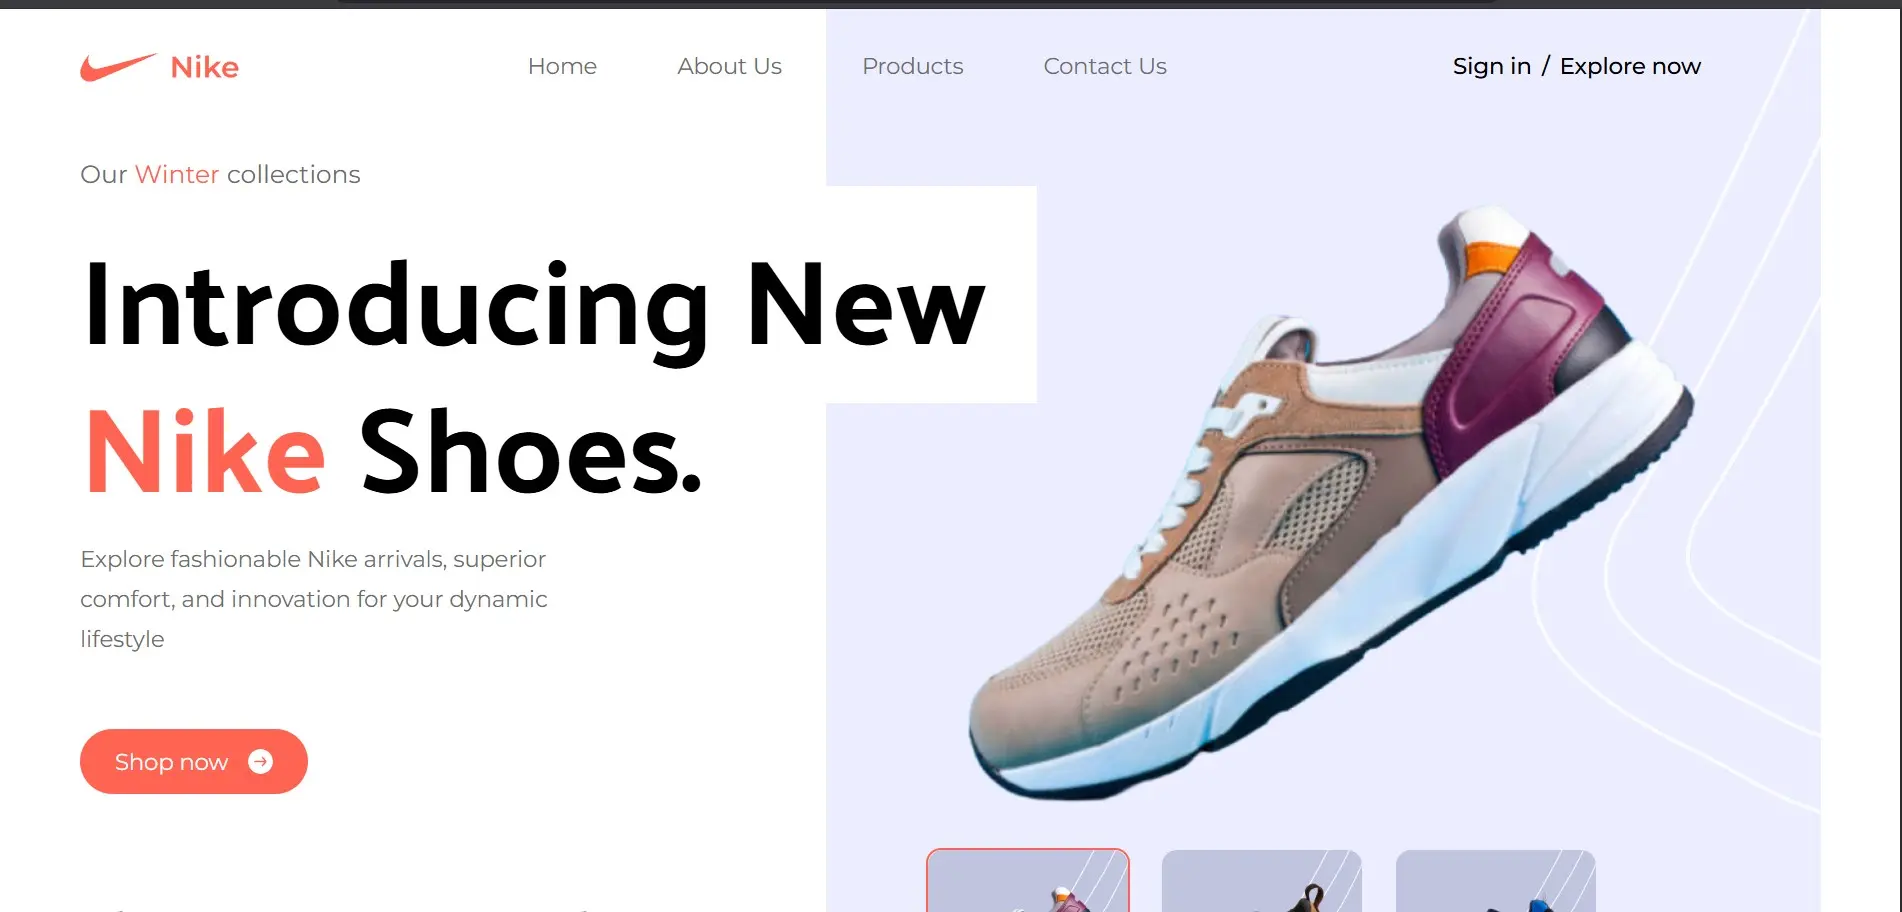 Nike
Home
About Us
Products
Contact Us
Sign in / Explore now
Our Winter collections
Introducing New
Nike Shoes.
Explore fashionable Nike arrivals, superior
comfort, and innovation for your dynamic
lifestyle
Shop now